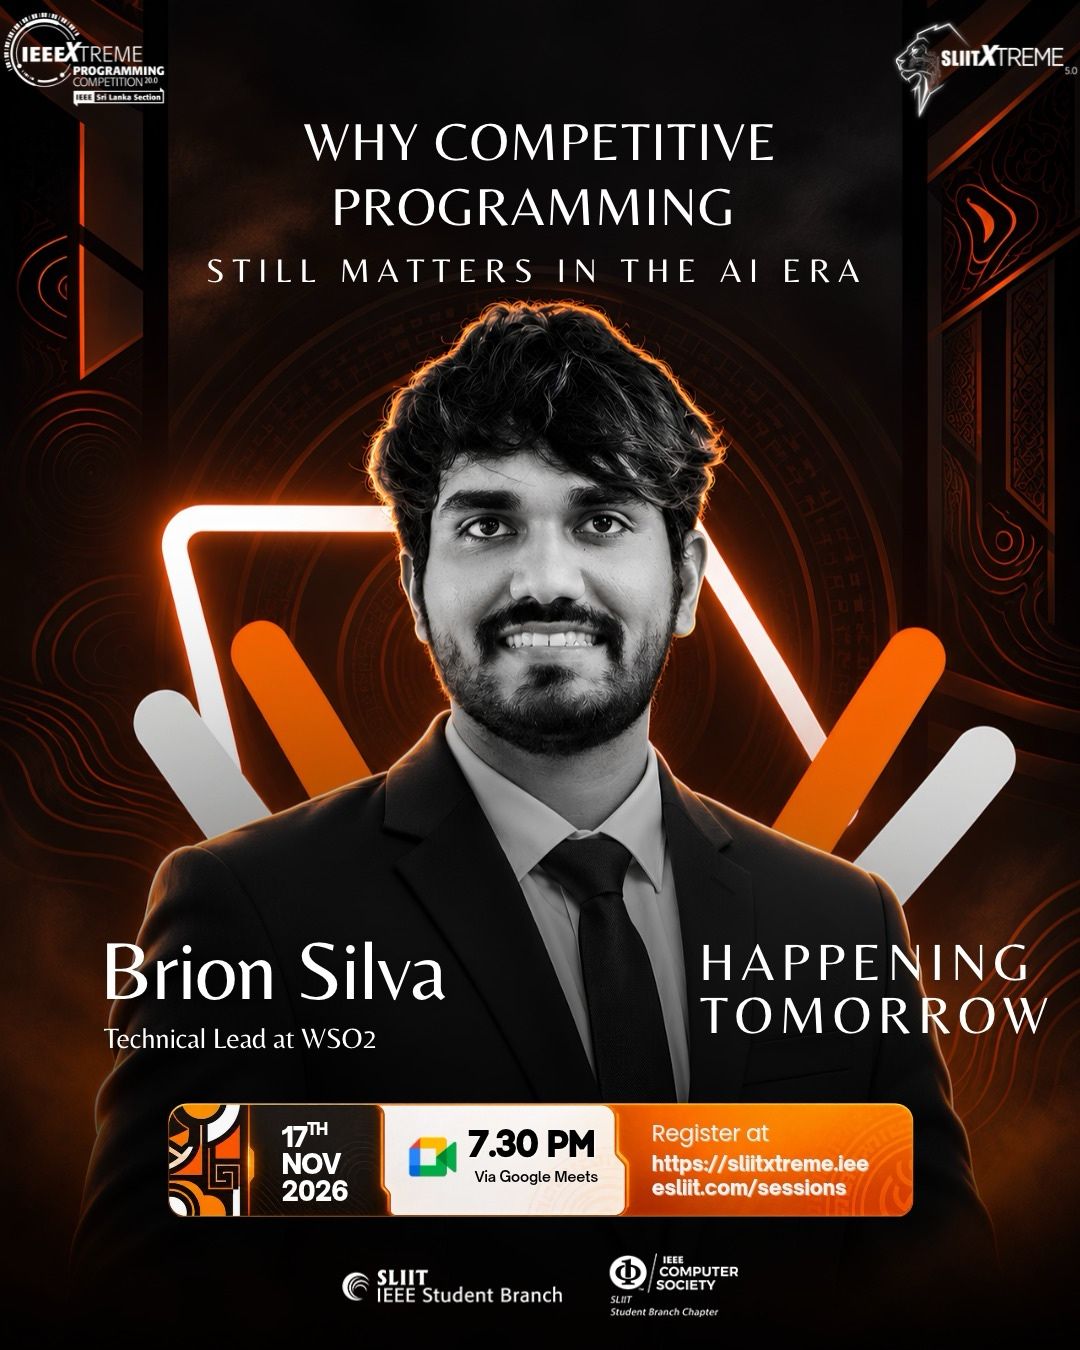 IEEEXTREME
PROGRAMMING
COMPETITION 20.0
IEEE Sri Lanka Section
SLIITXTREME
5.0
WHY COMPETITIVE
PROGRAMMING
STILL MATTERS IN THE AI ERA
Brion Silva
Technical Lead at WSO2
HAPPENING
TOMORROW
17TH
NOV
2026
7.30 PM
Via Google Meets
Register at
https://sliitxtreme.iee
esliit.com/sessions
SLIIT
IEEE Student Branch
IEEE
COMPUTER
SOCIETY
SLIIT
Student Branch Chapter